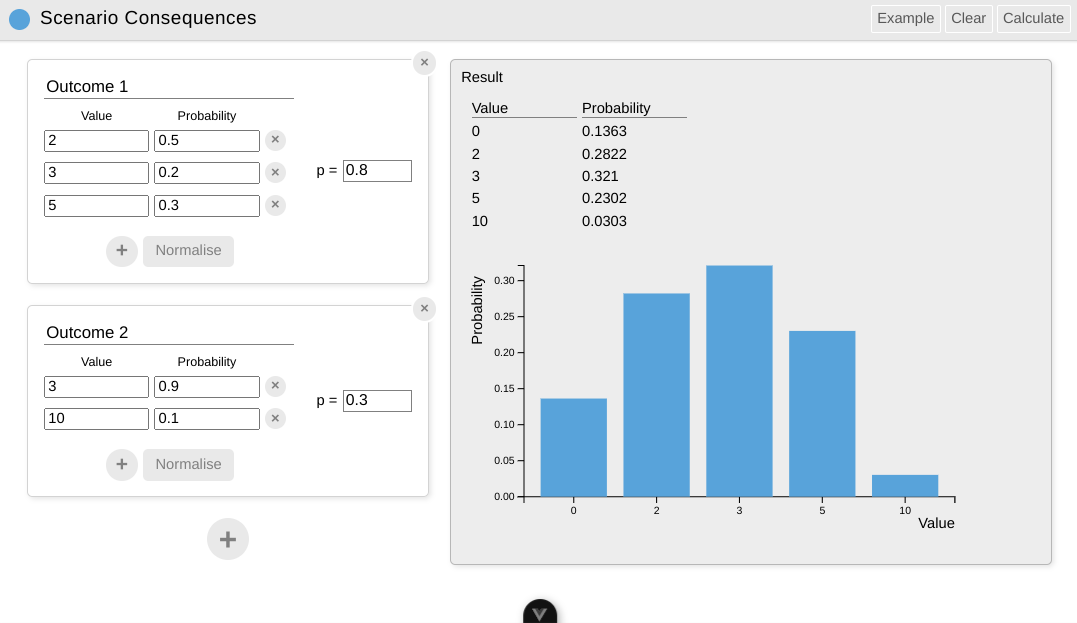 Scenario Consequences
Example Clear Calculate
Outcome 1
Value Probability
2 0.5 ×
3 0.2 ×
5 0.3 ×
p = 0.8
+ Normalise
×
Outcome 2
Value Probability
3 0.9 ×
10 0.1 ×
p = 0.3
+ Normalise
×
+
Result
Value Probability
0 0.1363
2 0.2822
3 0.321
5 0.2302
10 0.0303
Probability
0.30
0.25
0.20
0.15
0.10
0.05
0.00
0 2 3 5 10
Value